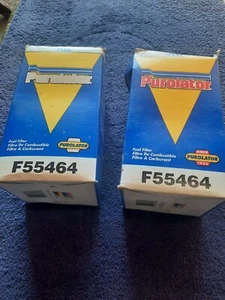 Purolator
Fuel Filter
Filtro De Combustible
Filtre A Carburant
PUROLATOR
F55464
Purolator
Fuel Filter
Filtro De Combustible
Filtre A Carburant
PUROLATOR
F55464